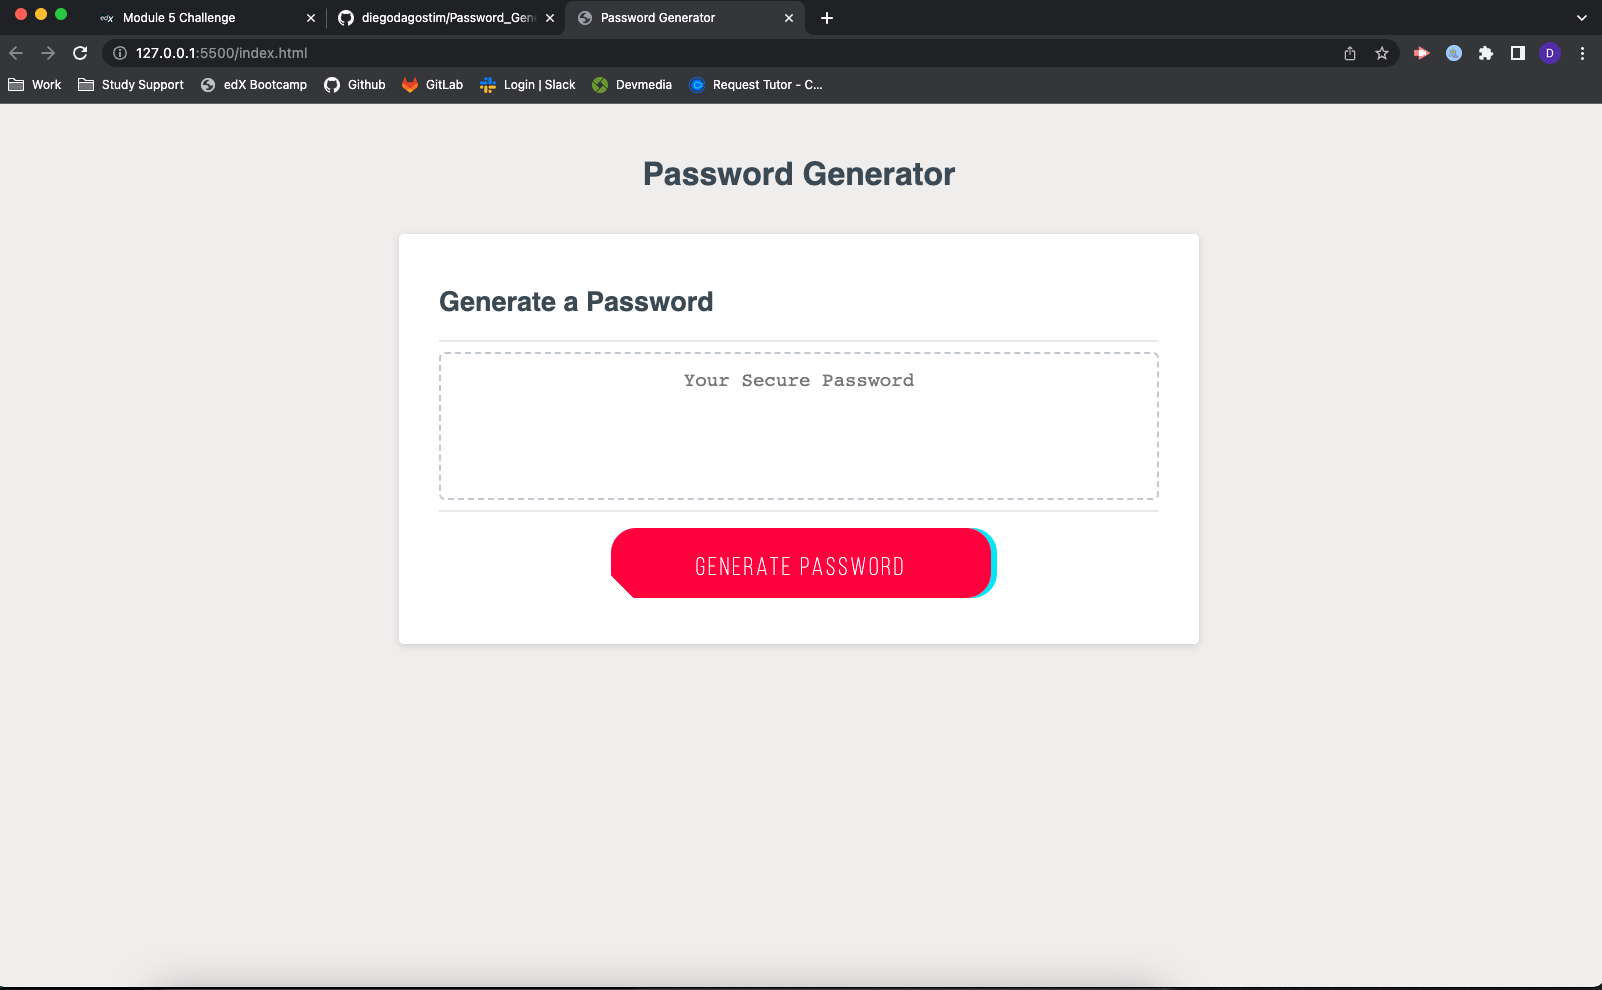 edX Module 5 Challenge
diegodagostim/Password_Gen
Password Generator
127.0.0.1:5500/index.html
D
Work Study Support edX Bootcamp Github GitLab Login | Slack Devmedia Request Tutor - C...
Password Generator
Generate a Password
Your Secure Password
GENERATE PASSWORD